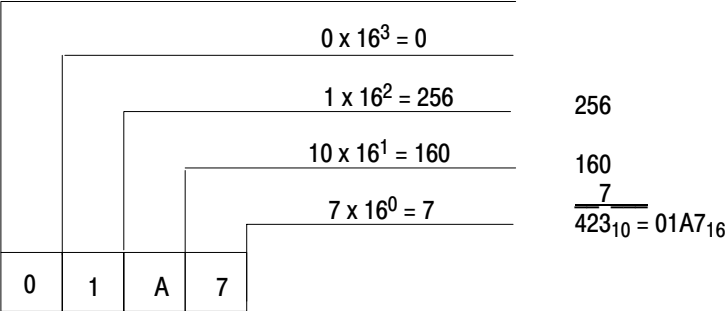 0 x 16³ = 0
1 x 16² = 256 256
10 x 16¹ = 160 160
7 x 16⁰ = 7 7
423₁₀ = 01A7₁₆
0 1 A 7